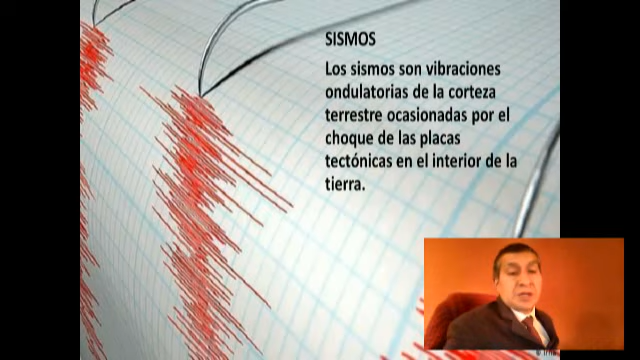 SISMOS
Los sismos son vibraciones
ondulatorias de la corteza
terrestre ocasionadas por el
choque de las placas
tectónicas en el interior de la
tierra.